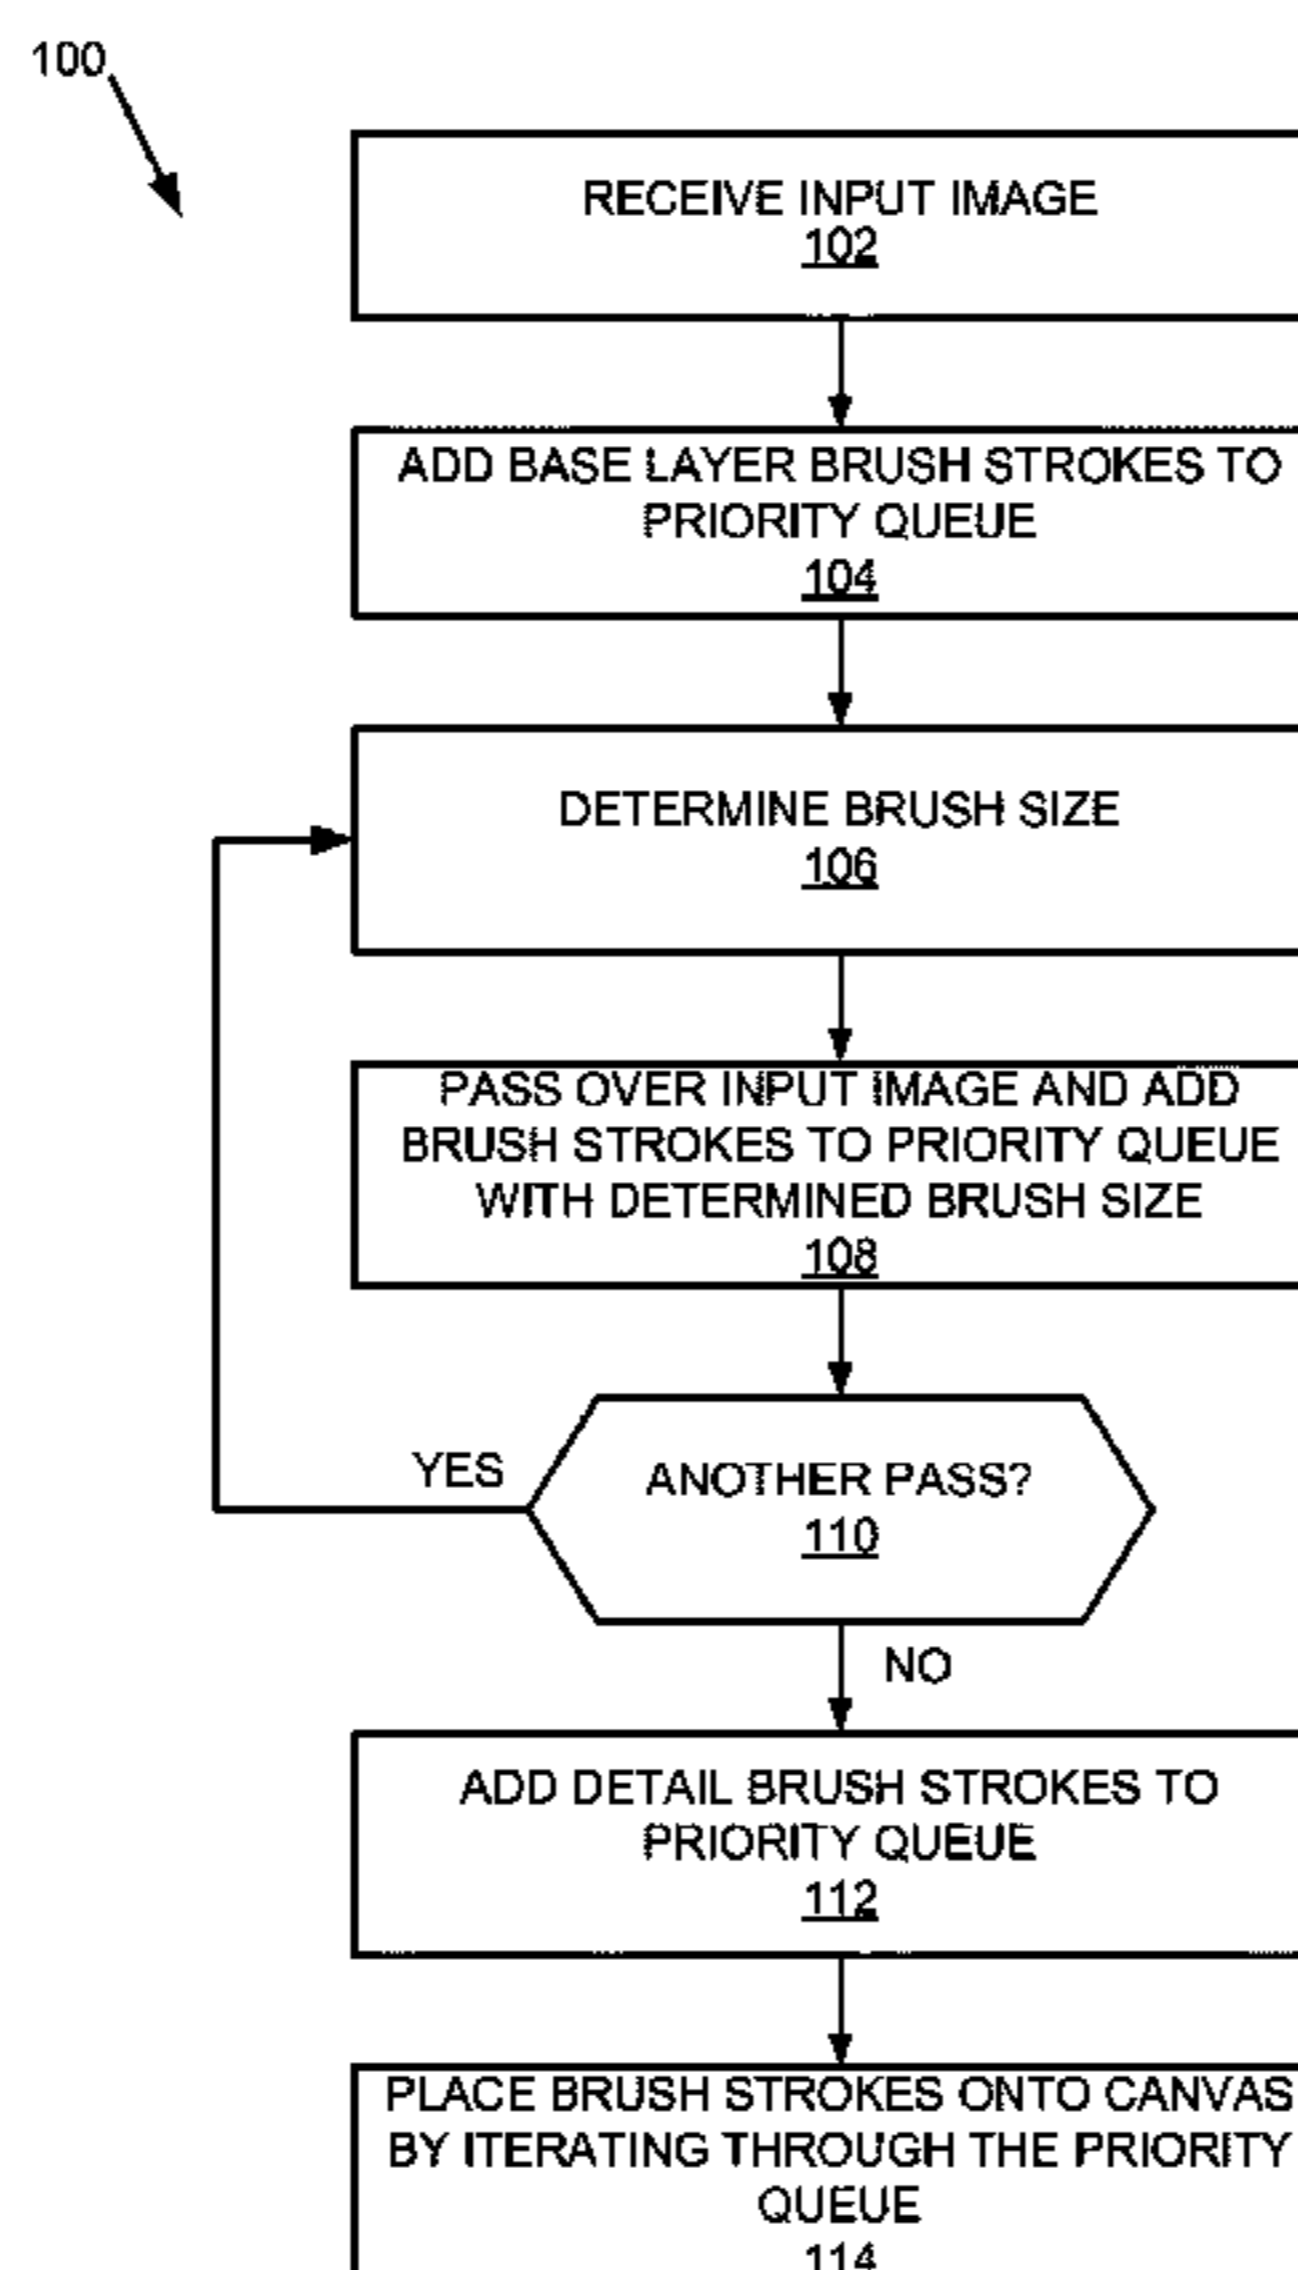 100
RECEIVE INPUT IMAGE
102
ADD BASE LAYER BRUSH STROKES TO
PRIORITY QUEUE
104
DETERMINE BRUSH SIZE
106
PASS OVER INPUT IMAGE AND ADD
BRUSH STROKES TO PRIORITY QUEUE
WITH DETERMINED BRUSH SIZE
108
YES
ANOTHER PASS?
110
NO
ADD DETAIL BRUSH STROKES TO
PRIORITY QUEUE
112
PLACE BRUSH STROKES ONTO CANVAS
BY ITERATING THROUGH THE PRIORITY
QUEUE
114